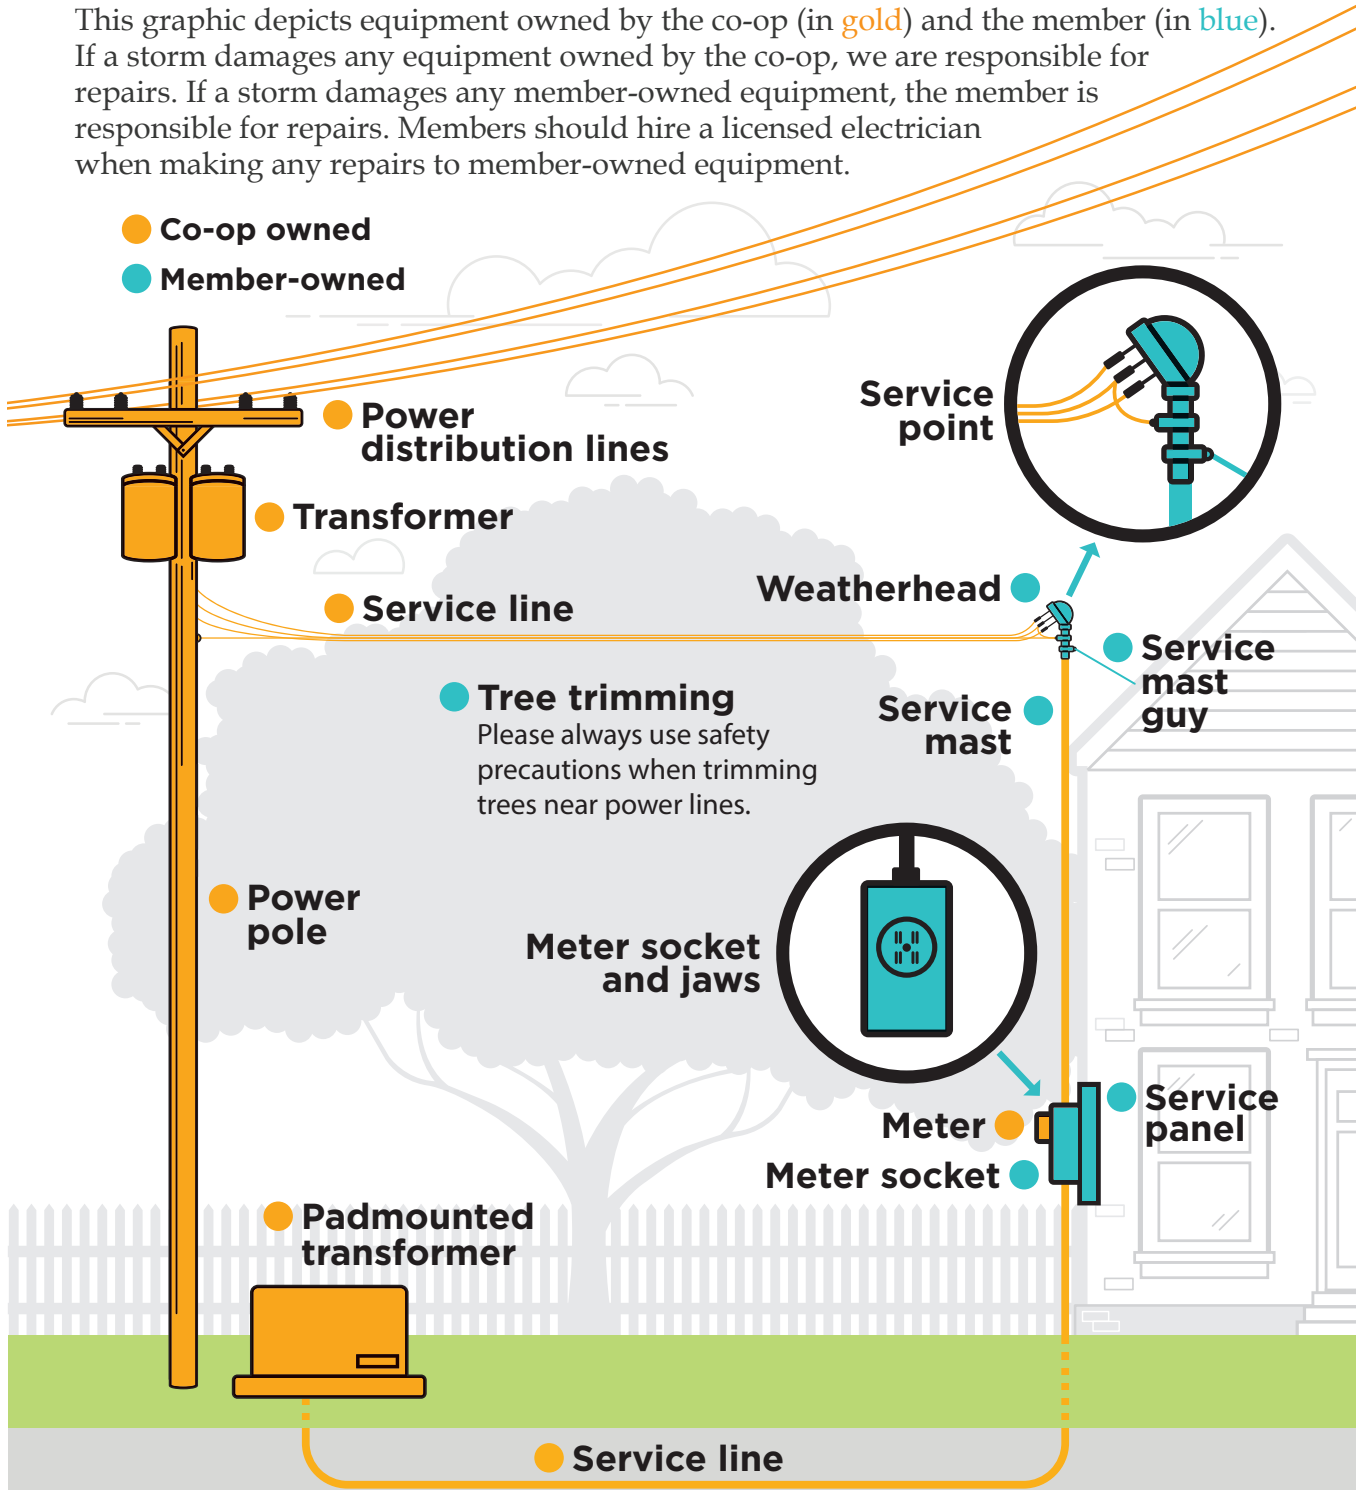 This graphic depicts equipment owned by the co-op (in gold) and the member (in blue).
If a storm damages any equipment owned by the co-op, we are responsible for
repairs. If a storm damages any member-owned equipment, the member is
responsible for repairs. Members should hire a licensed electrician
when making any repairs to member-owned equipment.
Co-op owned
Member-owned
Power
distribution lines
Service
point
Transformer
Weatherhead
Service line
Service
mast
guy
Tree trimming
Please always use safety
precautions when trimming
trees near power lines.
Service
mast
Power
pole
Meter socket
and jaws
Service
panel
Meter
Meter socket
Padmounted
transformer
Service line